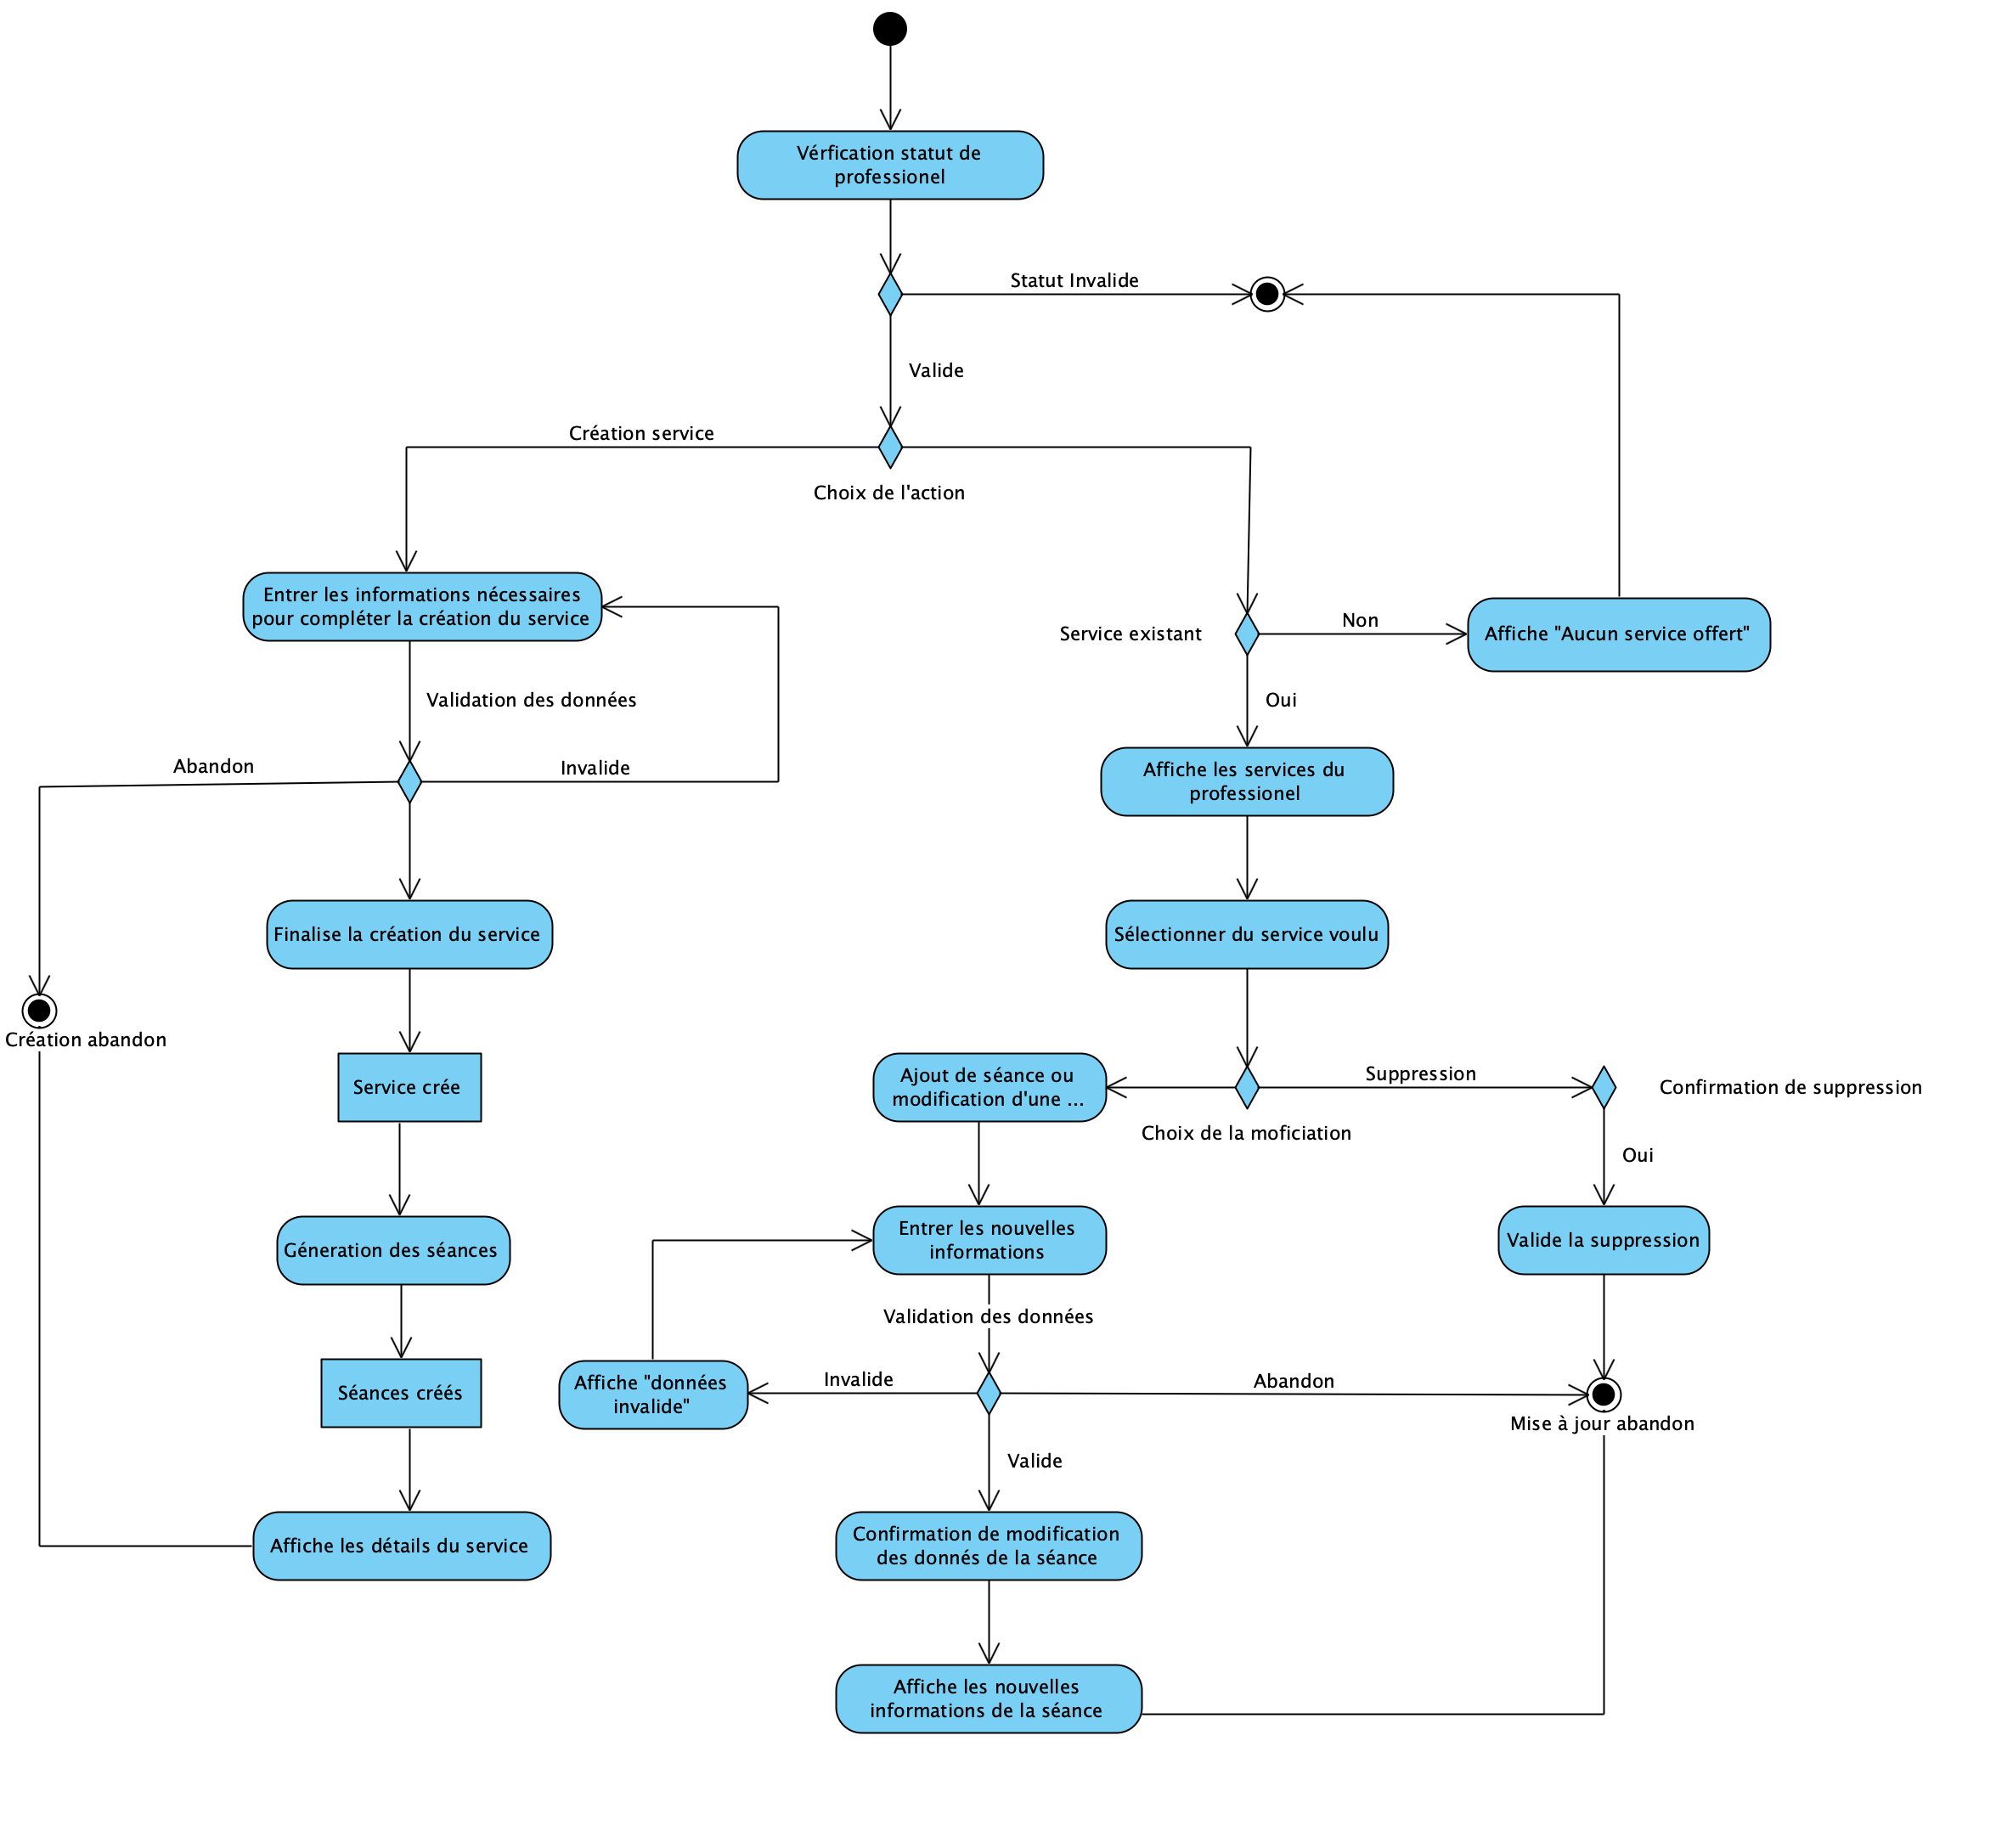 Vérfication statut de
professionel
Statut Invalide
Valide
Création service
Choix de l'action
Entrer les informations nécessaires
pour compléter la création du service
Service existant
Non
Affiche "Aucun service offert"
Validation des données
Oui
Abandon
Invalide
Affiche les services du
professionel
Finalise la création du service
Sélectionner du service voulu
Création abandon
Service crée
Ajout de séance ou
modification d'une ...
Suppression
Confirmation de suppression
Choix de la moficiation
Oui
Géneration des séances
Entrer les nouvelles
informations
Valide la suppression
Validation des données
Séances créés
Affiche "données
invalide"
Invalide
Abandon
Mise à jour abandon
Valide
Affiche les détails du service
Confirmation de modification
des donnés de la séance
Affiche les nouvelles
informations de la séance